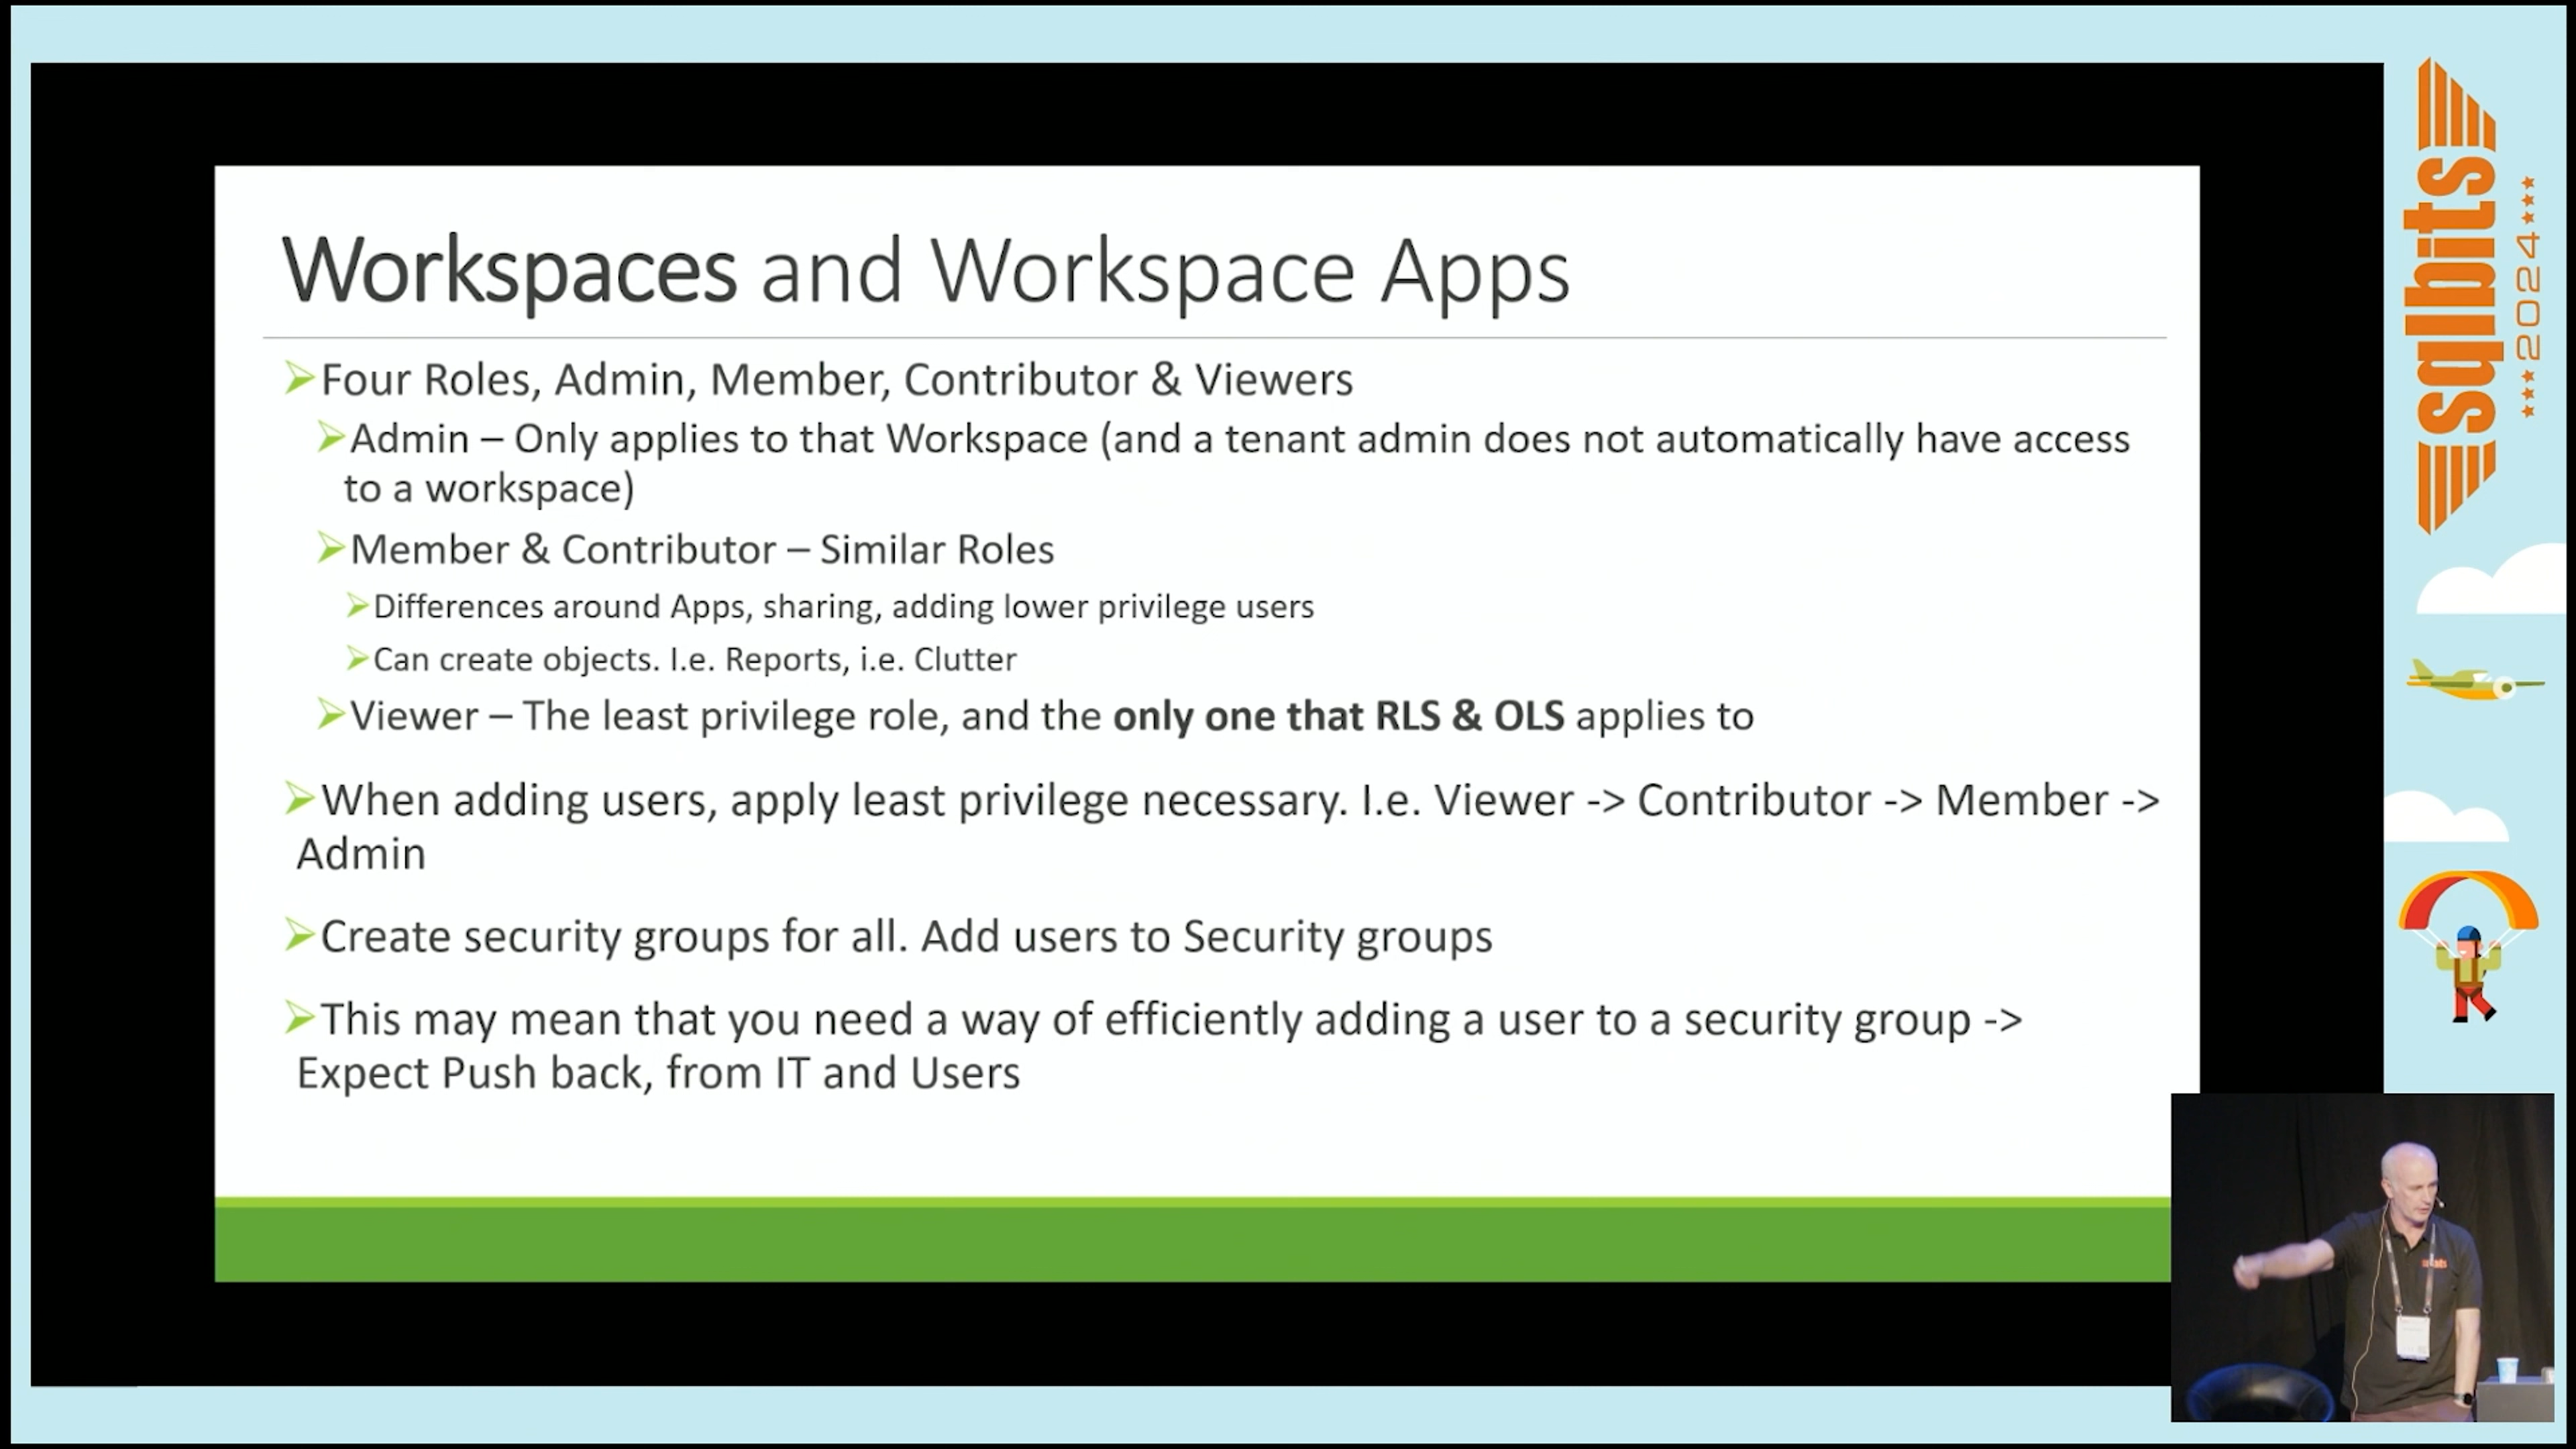 Workspaces and Workspace Apps
Four Roles, Admin, Member, Contributor & Viewers
Admin – Only applies to that Workspace (and a tenant admin does not automatically have access
to a workspace)
Member & Contributor – Similar Roles
Differences around Apps, sharing, adding lower privilege users
Can create objects. I.e. Reports, i.e. Clutter
Viewer – The least privilege role, and the only one that RLS & OLS applies to
When adding users, apply least privilege necessary. I.e. Viewer -> Contributor -> Member ->
Admin
Create security groups for all. Add users to Security groups
This may mean that you need a way of efficiently adding a user to a security group ->
Expect Push back, from IT and Users
sqlbits
2024